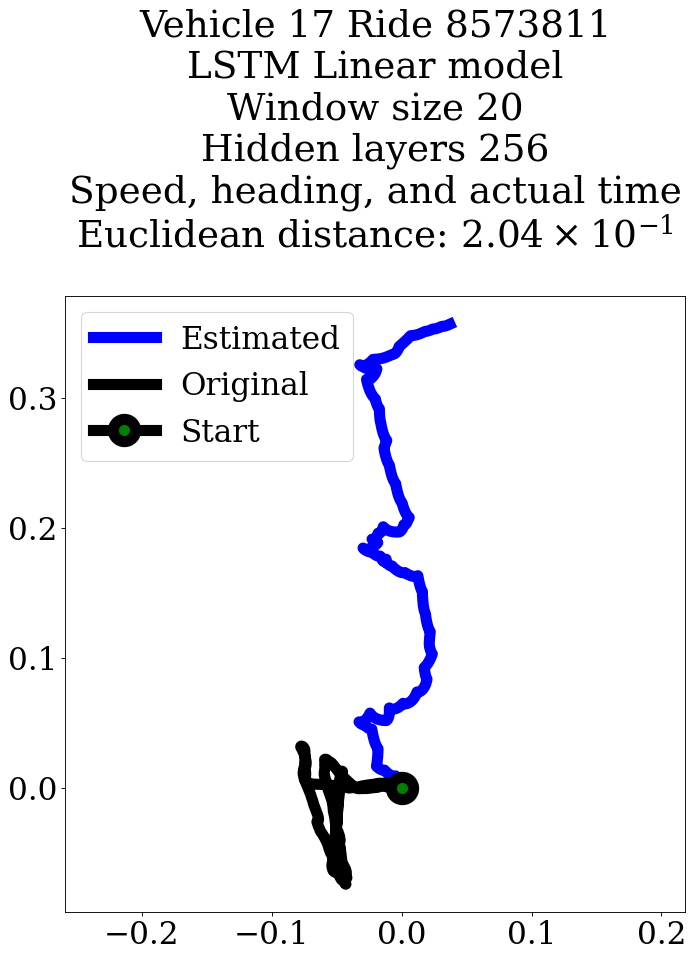 Vehicle 17 Ride 8573811
LSTM Linear model
Window size 20
Hidden layers 256
Speed, heading, and actual time
Euclidean distance: 2.04 × 10⁻¹
Estimated
Original
Start
0.3
0.2
0.1
0.0
−0.2 −0.1 0.0 0.1 0.2